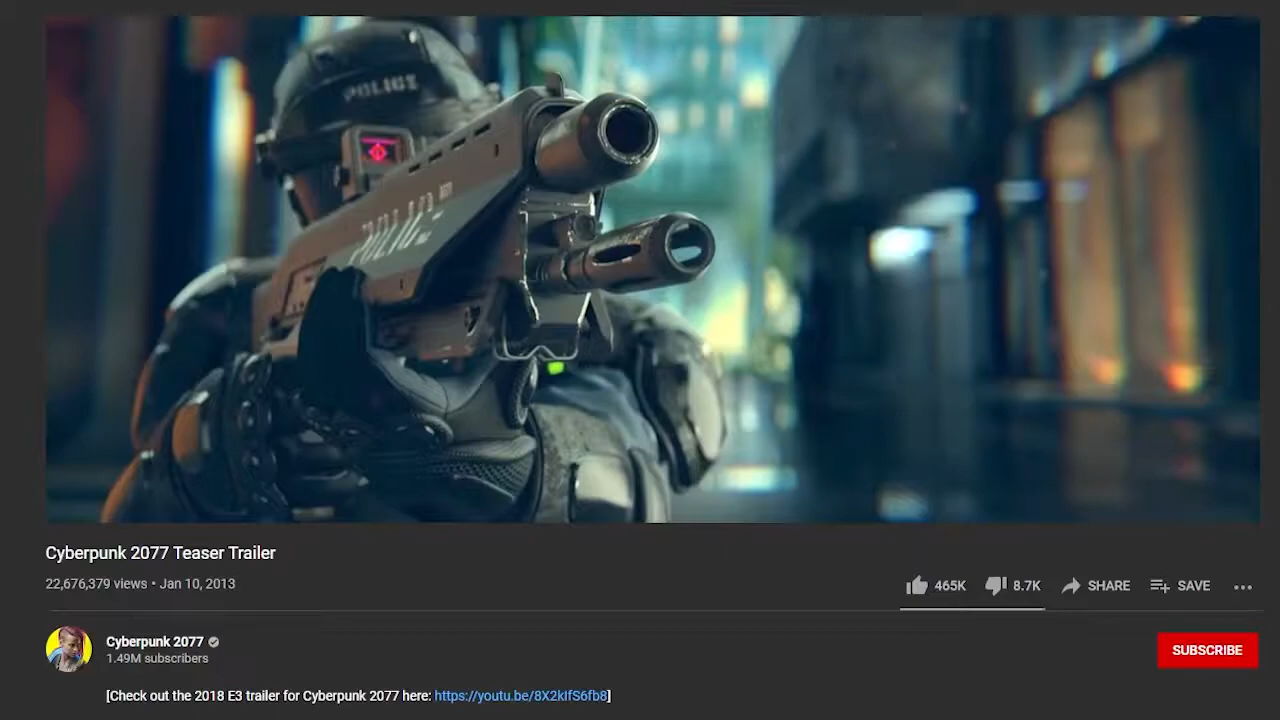 POLICE
POLICE
Cyberpunk 2077 Teaser Trailer
22,676,379 views • Jan 10, 2013
465K 8.7K SHARE SAVE
Cyberpunk 2077
1.49M subscribers
SUBSCRIBE
[Check out the 2018 E3 trailer for Cyberpunk 2077 here: https://youtu.be/8X2kIfS6fb8]